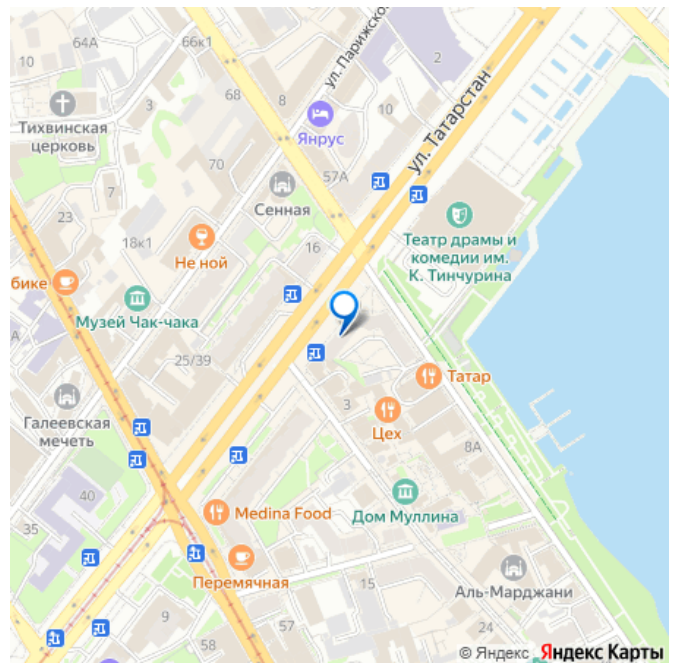 64А
66к1
10
ул. Парижско
2
3
68
8
10
Тихвинская
церковь
Янрус
ул. Татарстан
70
57А
7
Сенная
23
18к1
16
Не ной
Театр драмы и
комедии им.
К. Тинчурина
бике
Музей Чак-чака
А
25/39
Татар
3
Галеевская
мечеть
Цех
8А
40
Medina Food
Дом Муллина
35
Перемячная
15
Аль-Марджани
9
57
24
58
© Яндекс Яндекс Карты